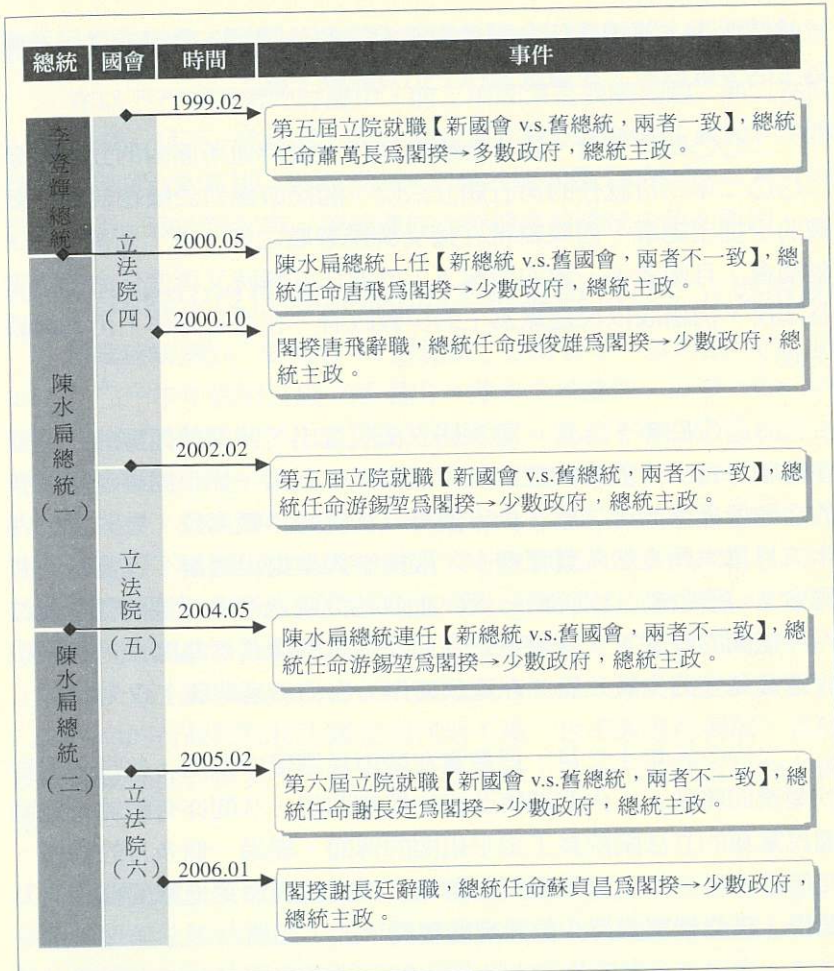 總統 國會 時間 事件
李登輝總統
陳水扁總統(一)
陳水扁總統(二)
立法院(四)
立法院(五)
立法院(六)
1999.02
第五屆立院就職【新國會 v.s.舊總統，兩者一致】，總
統任命蕭萬長爲閣揆→多數政府，總統主政。
2000.05
陳水扁總統上任【新總統 v.s.舊國會，兩者不一致】，總
統任命唐飛爲閣揆→少數政府，總統主政。
2000.10
閣揆唐飛辭職，總統任命張俊雄爲閣揆→少數政府，總
統主政。
2002.02
第五屆立院就職【新國會 v.s.舊總統，兩者不一致】，總
統任命游錫堃爲閣揆→少數政府，總統主政。
2004.05
陳水扁總統連任【新總統 v.s.舊國會，兩者不一致】，總
統任命游錫堃爲閣揆→少數政府，總統主政。
2005.02
第六屆立院就職【新國會 v.s.舊總統，兩者不一致】，總
統任命謝長廷爲閣揆→少數政府，總統主政。
2006.01
閣揆謝長廷辭職，總統任命蘇貞昌爲閣揆→少數政府，
總統主政。